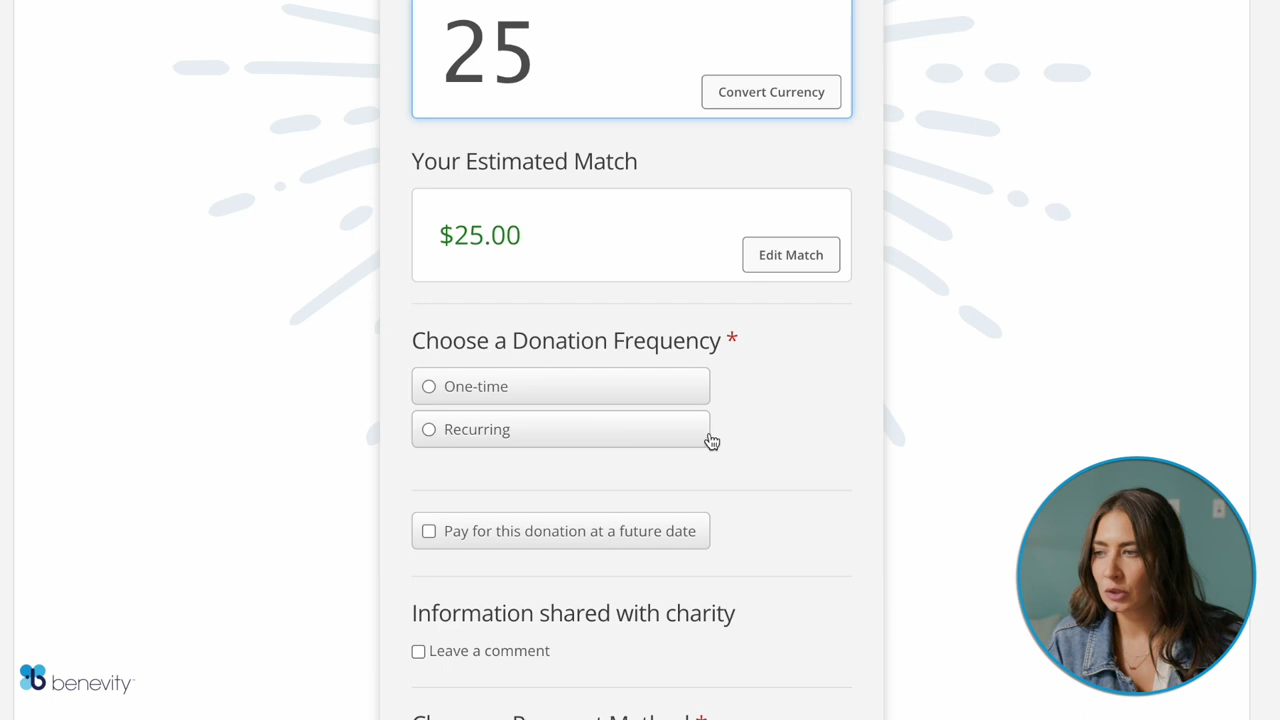 25
Convert Currency
Your Estimated Match
$25.00
Edit Match
Choose a Donation Frequency *
One-time
Recurring
Pay for this donation at a future date
Information shared with charity
Leave a comment
benevity